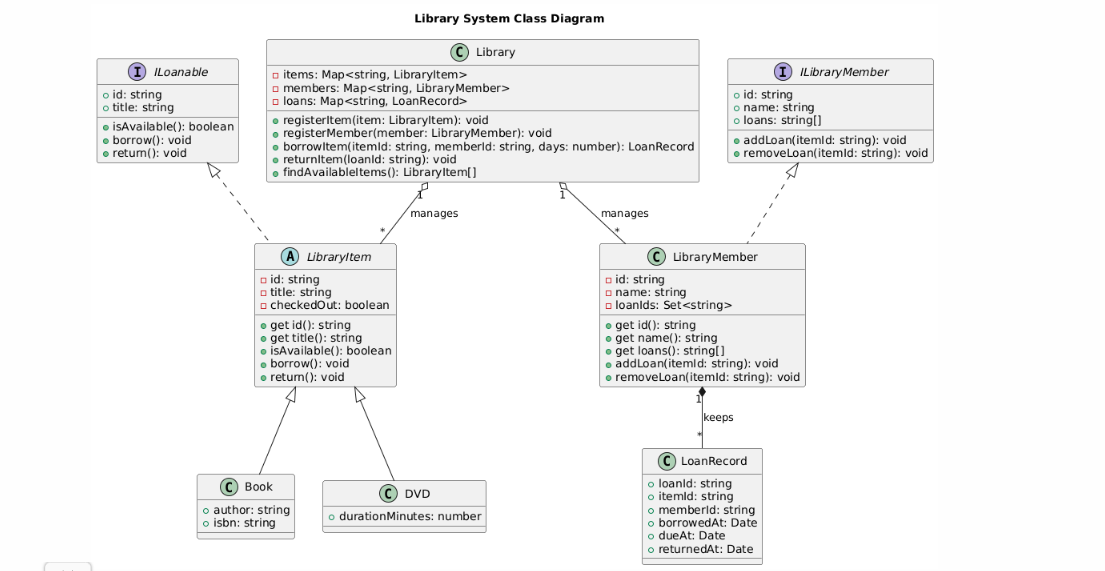 Library System Class Diagram
I ILoanable
id: string
title: string
isAvailable(): boolean
borrow(): void
return(): void
C Library
items: Map<string, LibraryItem>
members: Map<string, LibraryMember>
loans: Map<string, LoanRecord>
registerItem(item: LibraryItem): void
registerMember(member: LibraryMember): void
borrowItem(itemId: string, memberId: string, days: number): LoanRecord
returnItem(loanId: string): void
findAvailableItems(): LibraryItem[]
I ILibraryMember
id: string
name: string
loans: string[]
addLoan(itemId: string): void
removeLoan(itemId: string): void
1
manages
*
1
manages
*
A LibraryItem
id: string
title: string
checkedOut: boolean
get id(): string
get title(): string
isAvailable(): boolean
borrow(): void
return(): void
C LibraryMember
id: string
name: string
loanIds: Set<string>
get id(): string
get name(): string
get loans(): string[]
addLoan(itemId: string): void
removeLoan(itemId: string): void
1
keeps
*
C Book
author: string
isbn: string
C DVD
durationMinutes: number
C LoanRecord
loanId: string
itemId: string
memberId: string
borrowedAt: Date
dueAt: Date
returnedAt: Date